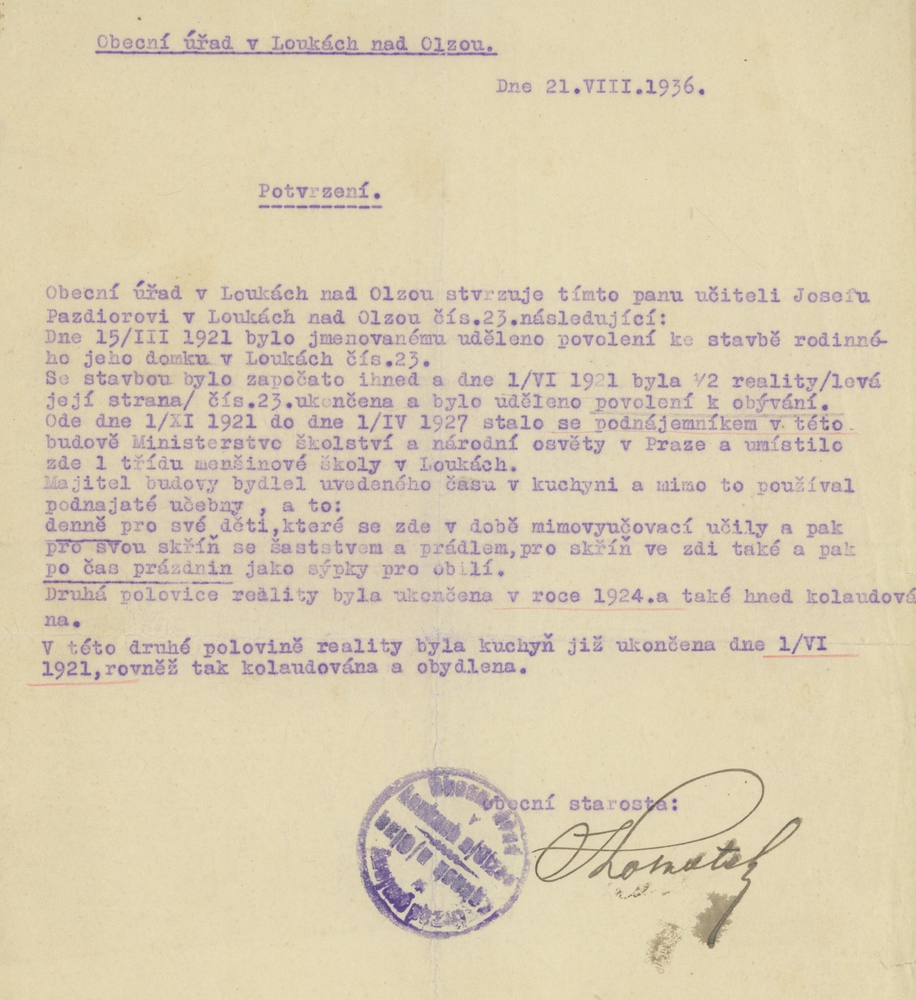 Obecní úřad v Loukách nad Olzou.
Dne 21.VIII.1936.
Potvrzení.
Obecní úřad v Loukách nad Olzou stvrzuje tímto panu učiteli Josefu
Pazdiorovi v Loukách nad Olzou čís.23.následující:
Dne 15/III 1921 bylo jmenovanému uděleno povolení ke stavbě rodinné-
ho jeho domku v Loukách čís.23.
Se stavbou bylo započato ihned a dne 1/VI 1921 byla ½ reality/levá
její strana/ čís.23.ukončena a bylo uděleno povolení k obývání.
Ode dne 1/XI 1921 do dne 1/IV 1927 stalo se podnájemníkem v této
budově Ministerstvo školství a národní osvěty v Praze a umístilo
zde 1 třídu menšinové školy v Loukách.
Majitel budovy bydlel uvedeného času v kuchyni a mimo to používal
podnajaté učebny , a to:
denně pro své děti,které se zde v době mimovyučovací učily a pak
pro svou skříň se šaststvem a prádlem,pro skříň ve zdi také a pak
po čas prázdnin jako sýpky pro obilí.
Druhá polovice reality byla ukončena v roce 1924.a také hned kolaudová
na.
V této druhé polovině reality byla kuchyň již ukončena dne 1/VI
1921,rovněž tak kolaudována a obydlena.
Obecní starosta:
Obecní úřad
Loukách n/Olzą
Urząd gminny